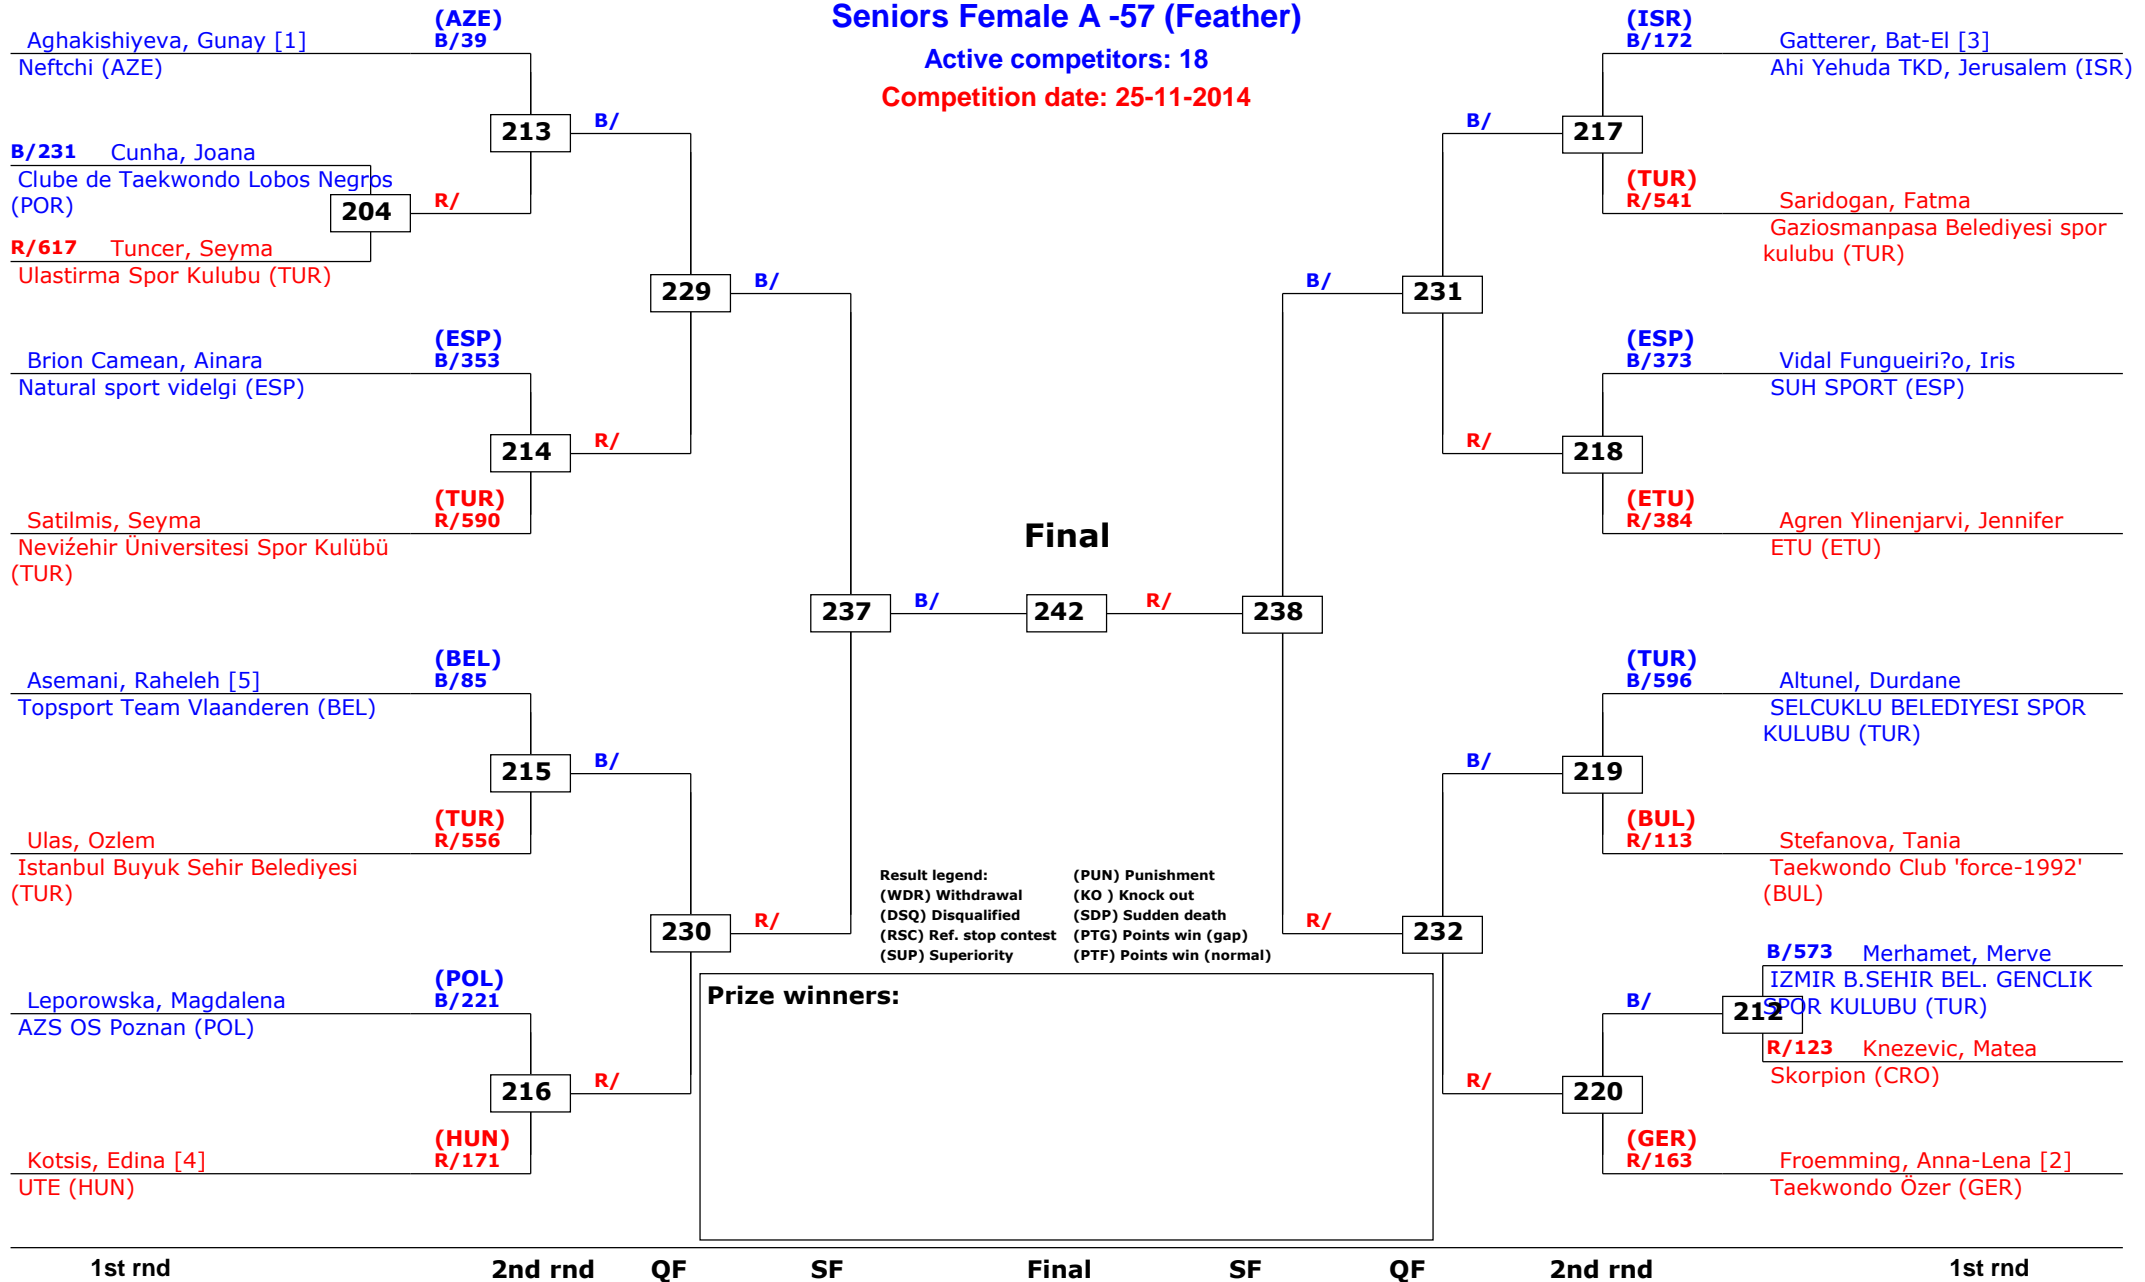 Seniors Female A -57 (Feather)
Active competitors: 18
Competition date: 25-11-2014
(AZE)
Aghakishiyeva, Gunay [1] B/39
Neftchi (AZE)
213
B/
B/231 Cunha, Joana
Clube de Taekwondo Lobos Negros
(POR)
204
R/
R/617 Tuncer, Seyma
Ulastirma Spor Kulubu (TUR)
229
B/
(ESP)
Brion Camean, Ainara B/353
Natural sport videlgi (ESP)
214
R/
(TUR)
Satilmis, Seyma R/590
Neviźehir Üniversitesi Spor Kulübü
(TUR)
237
B/
(BEL)
Asemani, Raheleh [5] B/85
Topsport Team Vlaanderen (BEL)
215
B/
(TUR)
Ulas, Ozlem R/556
Istanbul Buyuk Sehir Belediyesi
(TUR)
230
R/
(POL)
Leporowska, Magdalena B/221
AZS OS Poznan (POL)
216
R/
(HUN)
Kotsis, Edina [4] R/171
UTE (HUN)
Final
242
R/
238
(ISR)
B/172 Gatterer, Bat-El [3]
Ahi Yehuda TKD, Jerusalem (ISR)
B/
217
(TUR)
R/541 Saridogan, Fatma
Gaziosmanpasa Belediyesi spor
kulubu (TUR)
B/
231
(ESP)
B/373 Vidal Fungueiri?o, Iris
SUH SPORT (ESP)
R/
218
(ETU)
R/384 Agren Ylinenjarvi, Jennifer
ETU (ETU)
(TUR)
B/596 Altunel, Durdane
SELCUKLU BELEDIYESI SPOR
KULUBU (TUR)
B/
219
(BUL)
R/113 Stefanova, Tania
Taekwondo Club 'force-1992'
(BUL)
R/
232
B/573 Merhamet, Merve
IZMIR B.SEHIR BEL. GENCLIK
SPOR KULUBU (TUR)
B/
212
R/123 Knezevic, Matea
Skorpion (CRO)
R/
220
(GER)
R/163 Froemming, Anna-Lena [2]
Taekwondo Özer (GER)
Result legend: (PUN) Punishment
(WDR) Withdrawal (KO ) Knock out
(DSQ) Disqualified (SDP) Sudden death
(RSC) Ref. stop contest (PTG) Points win (gap)
(SUP) Superiority (PTF) Points win (normal)
Prize winners:
1st rnd 2nd rnd QF SF Final SF QF 2nd rnd 1st rnd